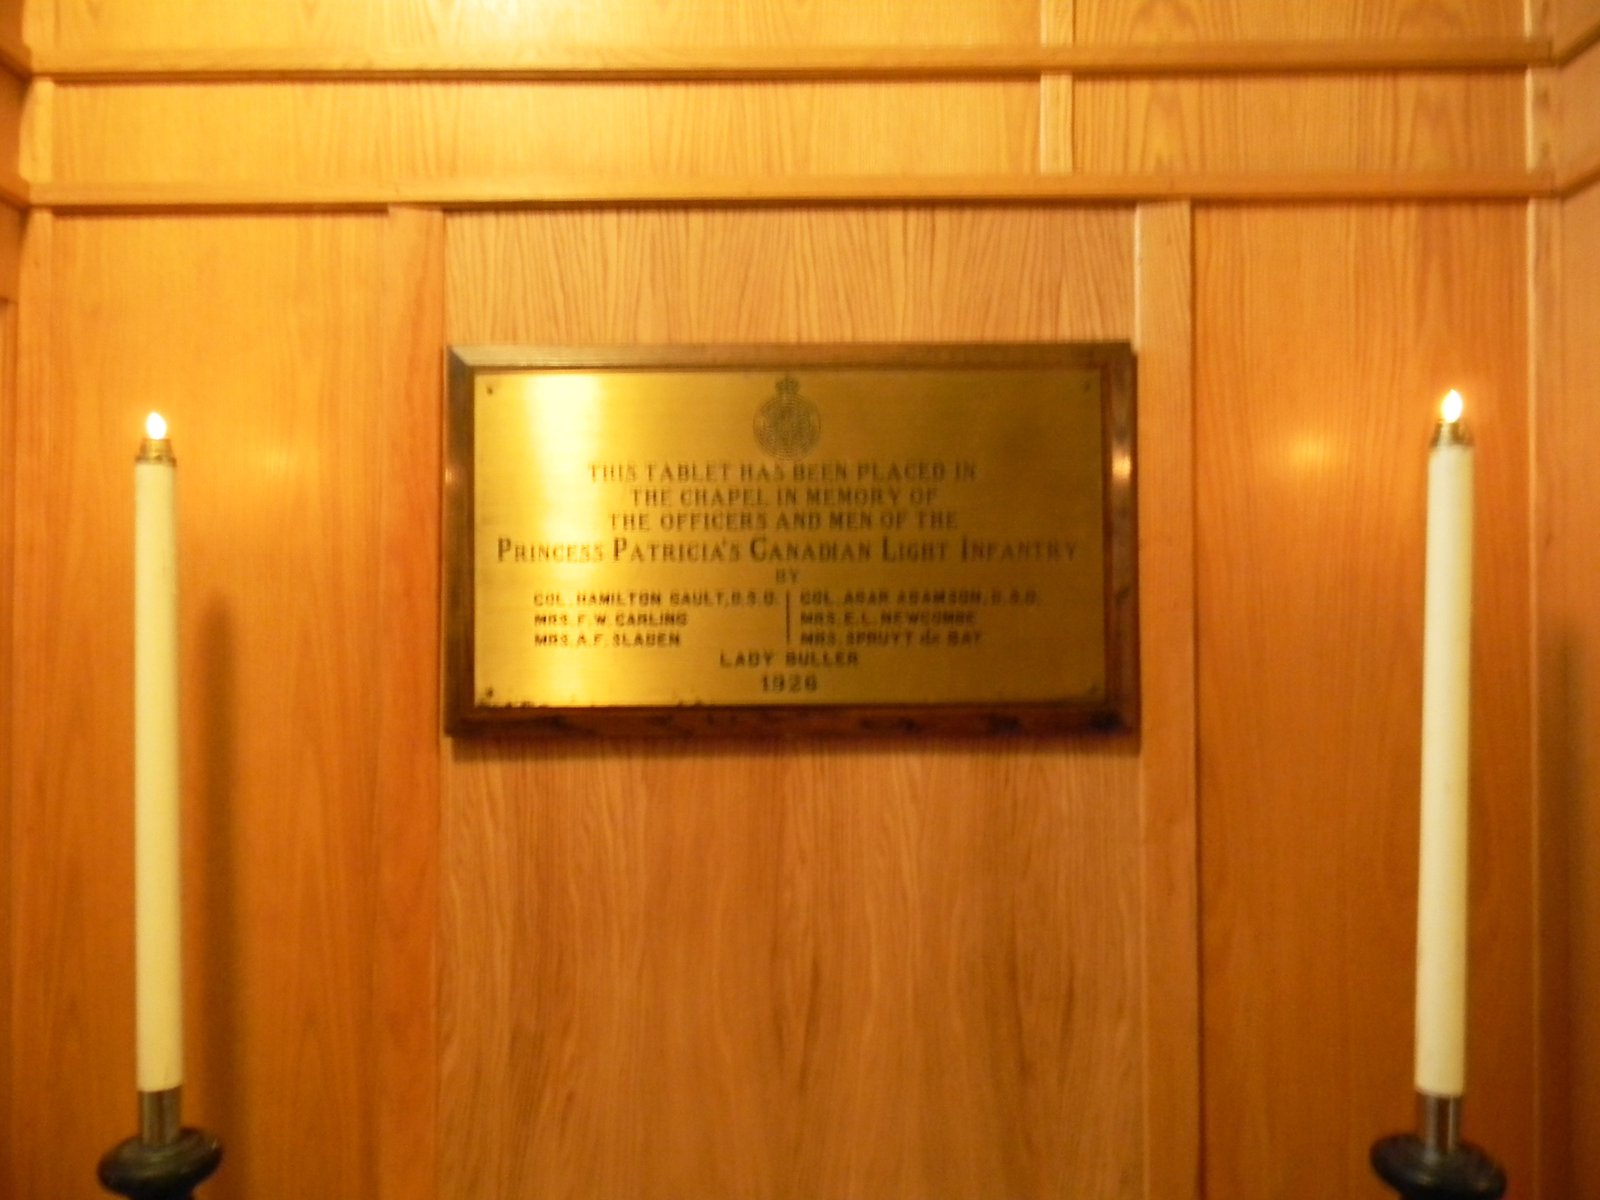 THIS TABLET HAS BEEN PLACED IN
THE CHAPEL IN MEMORY OF
THE OFFICERS AND MEN OF THE
PRINCESS PATRICIA'S CANADIAN LIGHT INFANTRY
BY
COL. HAMILTON GAULT, D.S.O.
MRS. F.W. CARLING
MRS. A.F. SLADEN
COL. AGAR ADAMSON, D.S.O.
MRS. E.L. NEWCOMBE
MRS. SPRUYT de BAY
LADY BULLER
1926